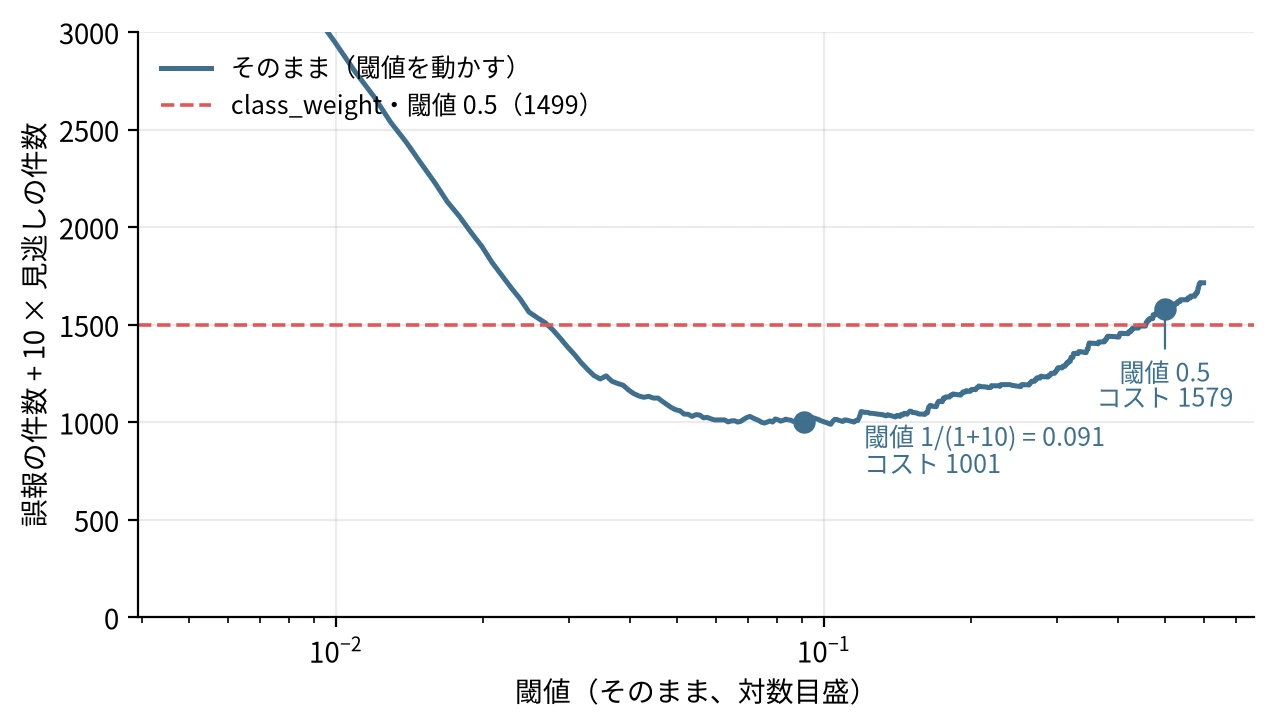 そのまま（閾値を動かす）
class_weight・閾値 0.5（1499）
誤報の件数 + 10 × 見逃しの件数
3000
2500
2000
1500
1000
500
0
閾値 0.5
コスト 1579
閾値 1/(1+10) = 0.091
コスト 1001
10⁻²
10⁻¹
閾値（そのまま、対数目盛）